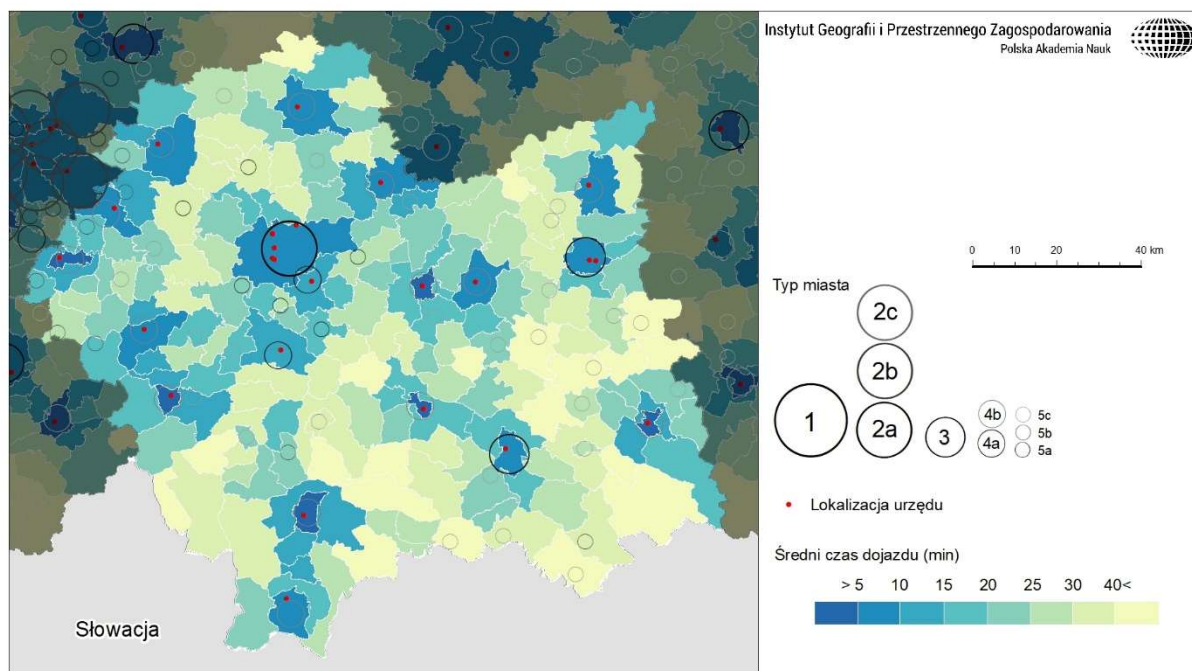 Instytut Geografii i Przestrzennego Zagospodarowania
Polska Akademia Nauk
0 10 20 40 km
Typ miasta
2c
2b
1
2a
3
4b
4a
5c
5b
5a
Lokalizacja urzędu
Średni czas dojazdu (min)
> 5 10 15 20 25 30 40<
Słowacja